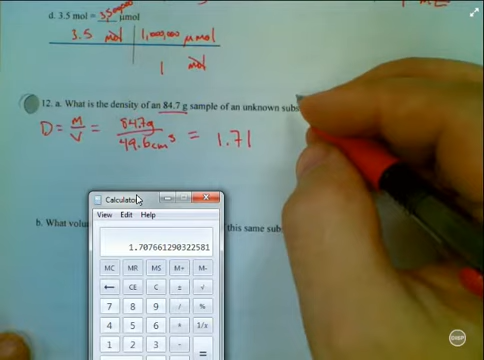 d. 3.5 mol = 3,500,000 µmol
3.5 mol 1,000,000 µmol
1 mol
12. a. What is the density of an 84.7 g sample of an unknown subs
D = M/V = 84.7g/49.6cm³ = 1.71
Calculator
View Edit Help
1.707661290322581
MC MR MS M+ M-
← CE C ± √
7 8 9 / %
4 5 6 * 1/x
1 2 3 - =
b. What volu
this same sub